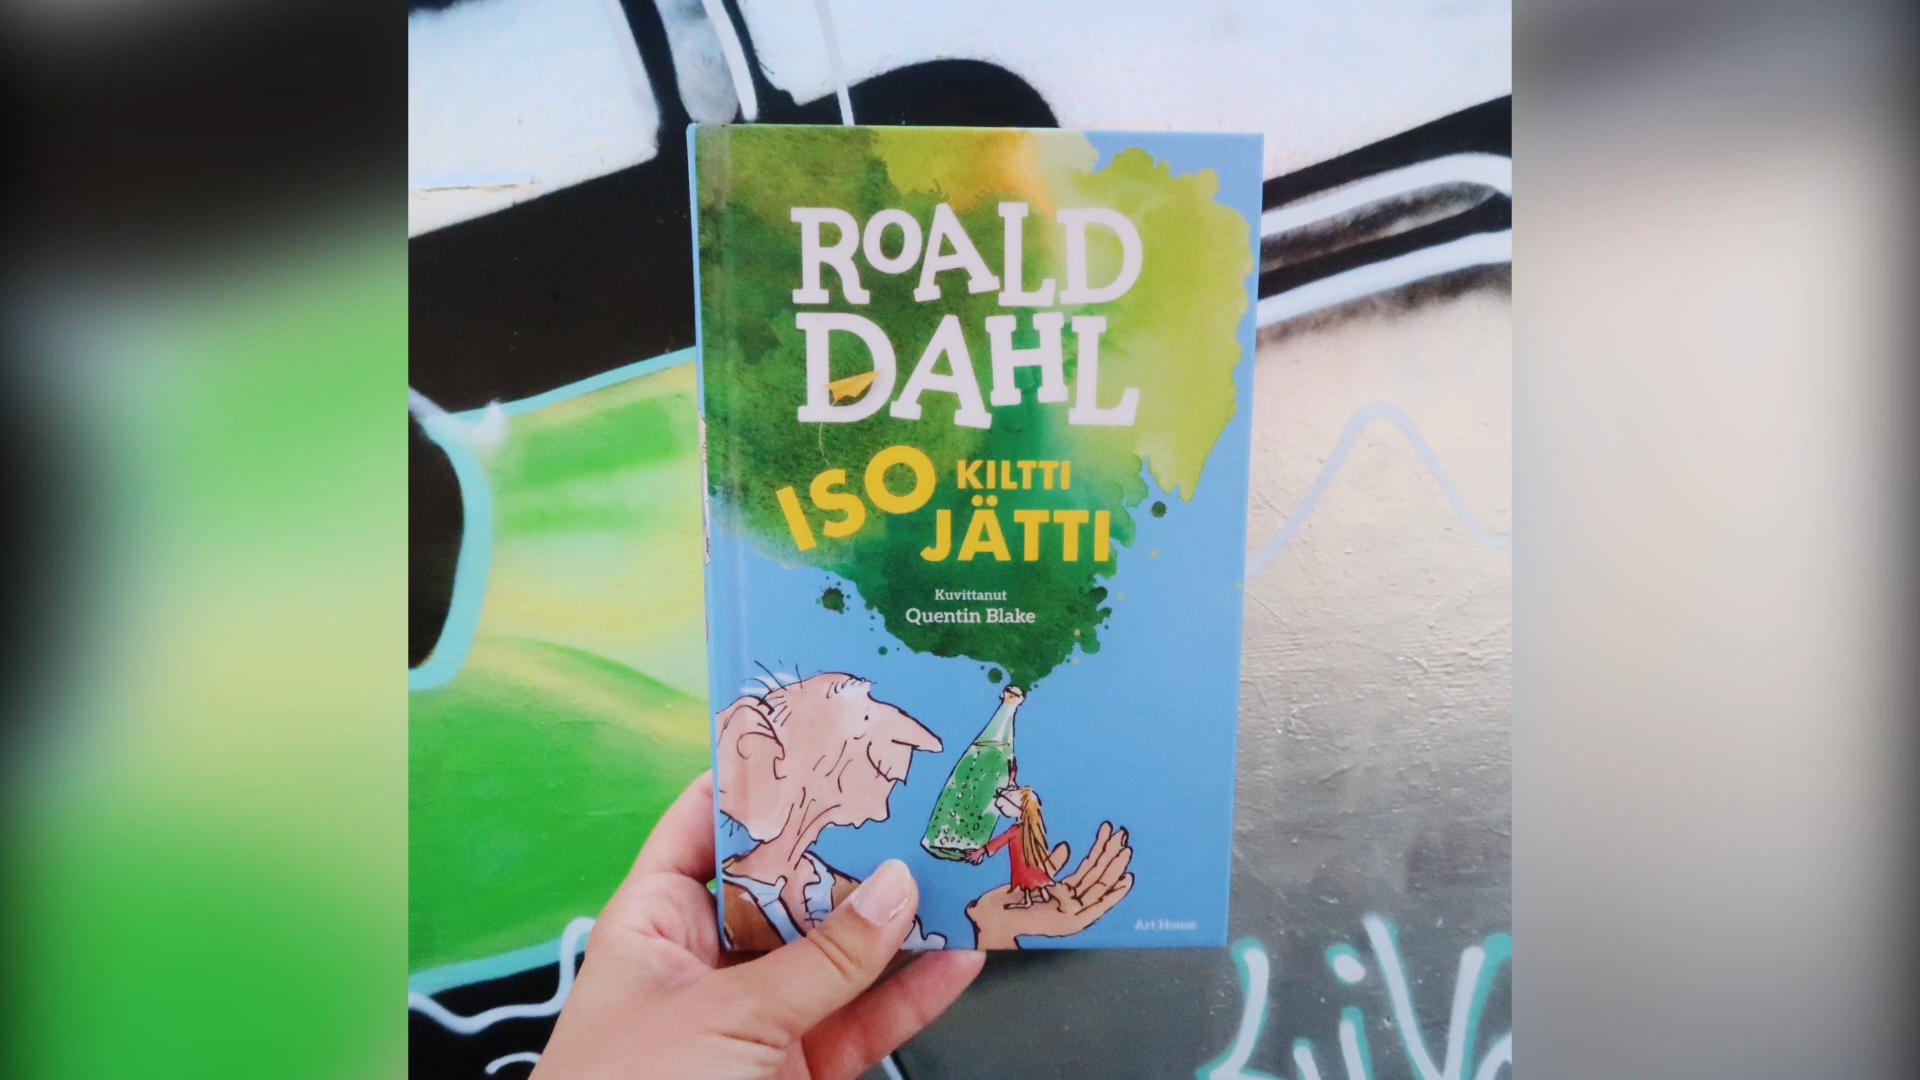 ROALD
DAHL
ISO KILTTI
JÄTTI
Kuvittanut
Quentin Blake
Art House